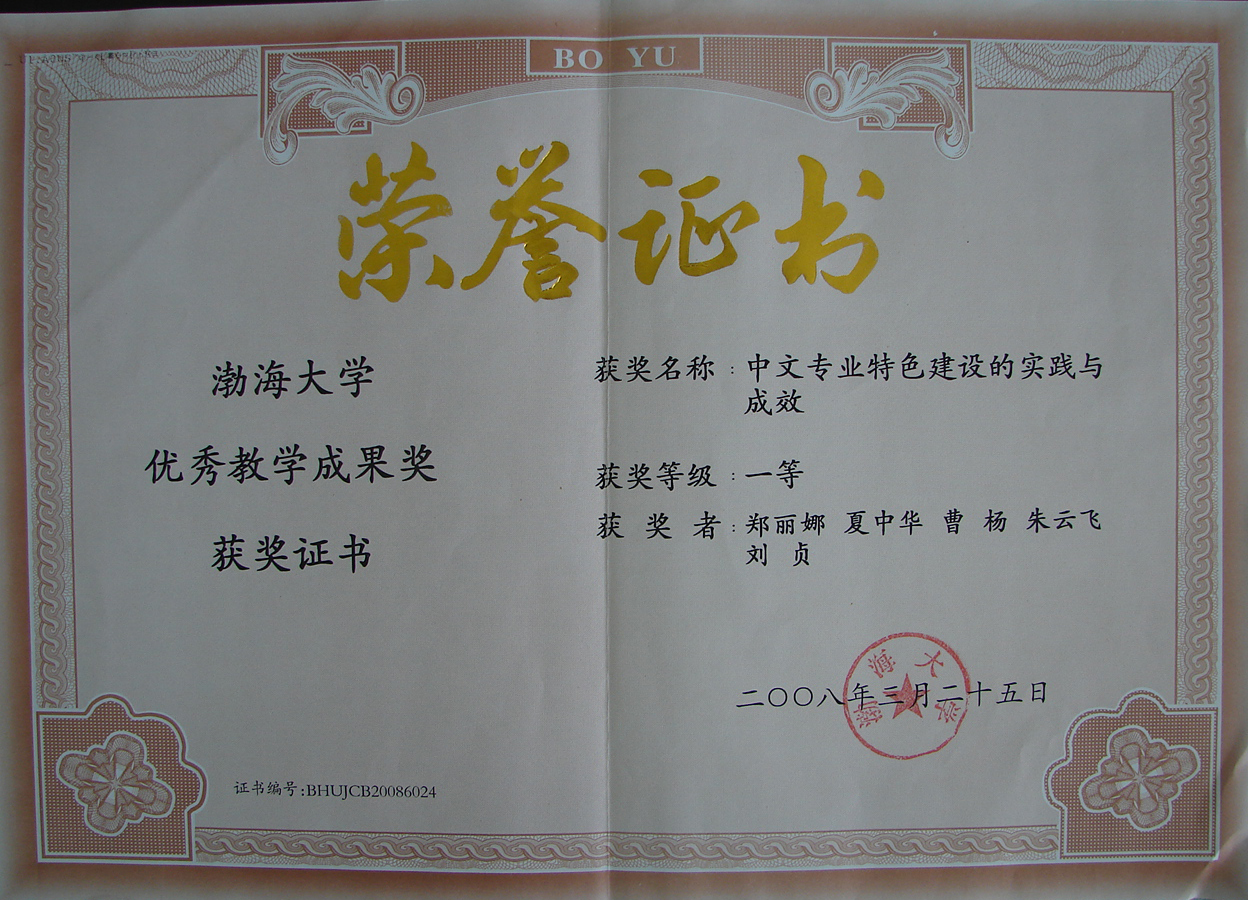 BO YU
荣誉证书
渤海大学
优秀教学成果奖
获奖证书
证书编号:BHUJCB20086024
获奖名称:中文专业特色建设的实践与
成效
获奖等级:一等
获 奖 者:郑丽娜 夏中华 曹 杨 朱云飞
刘 贞
二〇〇八年三月二十五日
渤海大学